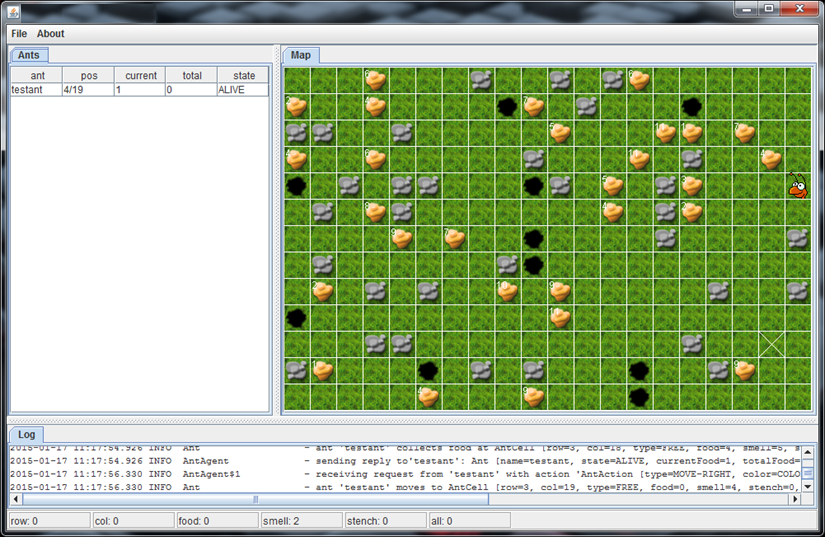 File About
Ants
ant pos current total state
testant 4/19 1 0 ALIVE
Map
Log
2015-01-17 11:17:54.926 INFO Ant - ant 'testant' collects food at AntCell [row=3, col=18, type=FREE, food=4, smell=5, s
2015-01-17 11:17:54.926 INFO AntAgent - sending reply to'testant': Ant [name=testant, state=ALIVE, currentFood=1, totalFood=
2015-01-17 11:17:56.330 INFO AntAgent$1 - receiving request from 'testant' with action 'AntAction [type=MOVE-RIGHT, color=COLO
2015-01-17 11:17:56.330 INFO Ant - ant 'testant' moves to AntCell [row=3, col=19, type=FREE, food=0, smell=4, stench=0,
row: 0 col: 0 food: 0 smell: 2 stench: 0 all: 0